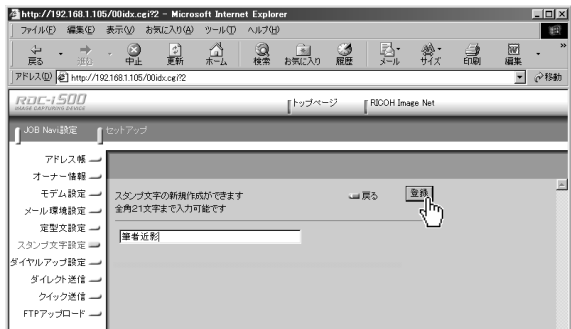 http://192.168.1.105/00idx.cgi?2 - Microsoft Internet Explorer
ファイル(F) 編集(E) 表示(V) お気に入り(A) ツール(T) ヘルプ(H)
戻る 進む 中止 更新 ホーム 検索 お気に入り 履歴 メール サイズ 印刷 編集 »
アドレス(D) http://192.168.1.105/00idx.cgi?2 移動
RDC-i500
IMAGE CAPTURING DEVICE
トップページ RICOH Image Net
JOB Navi設定 セットアップ
アドレス帳
オーナー情報
モデム設定
メール環境設定
定型文設定
スタンプ文字設定
ダイヤルアップ設定
ダイレクト送信
クイック送信
FTPアップロード
スタンプ文字の新規作成ができます
全角21文字まで入力可能です
戻る 登録
筆者近影